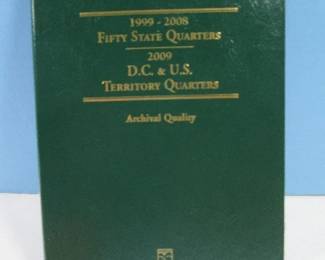 1999 - 2008
FIFTY STATE QUARTERS
2009
D.C. & U.S.
TERRITORY QUARTERS
Archival Quality